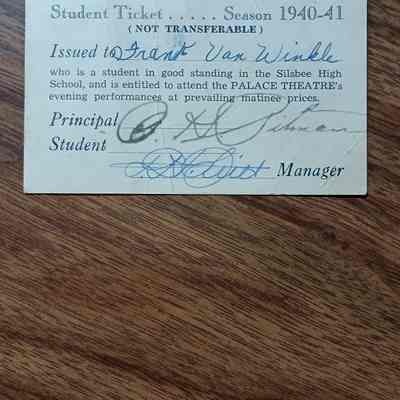 Student Ticket . . . . . Season 1940-41
( NOT TRANSFERABLE )
Issued to Frank Van Winkle
who is a student in good standing in the Silsbee High
School, and is entitled to attend the PALACE THEATRE's
evening performances at prevailing matinee prices.
Principal
Student
Manager